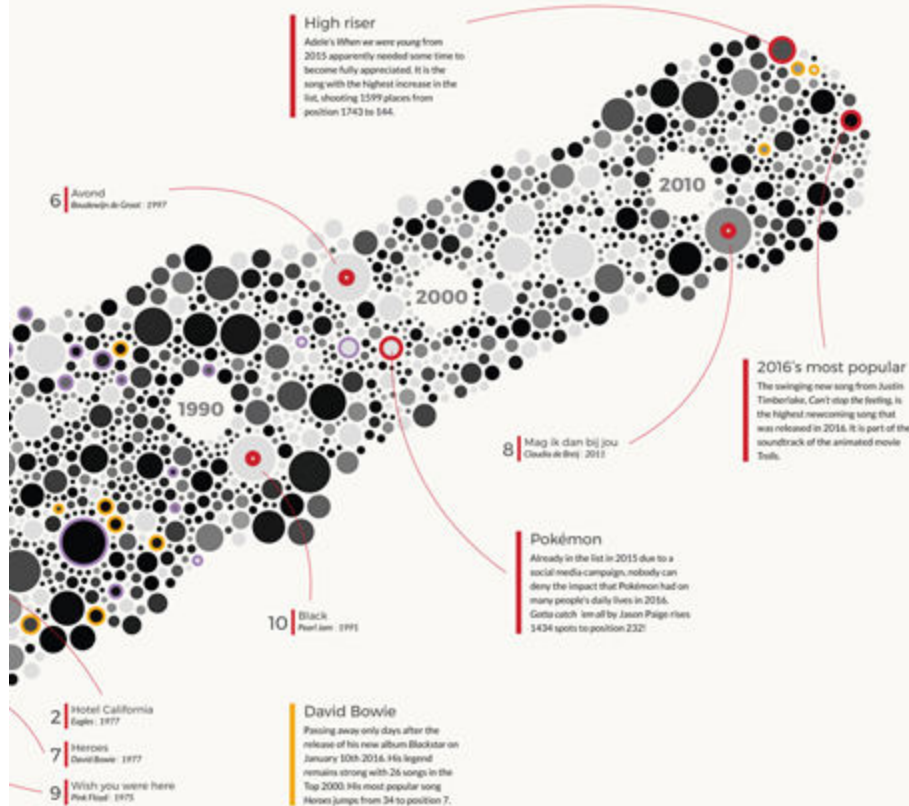 High riser
Adele's When we were young from
2015 apparently needed some time to
become fully appreciated. It is the
song with the highest increase in the
list, shooting 1599 places from
position 1743 to 144.
2010
6 Avond
Boudewijn de Groot · 1997
2000
1990
2016's most popular
The swinging new song from Justin
Timberlake, Can't stop the feeling, is
the highest newcoming song that
was released in 2016. It is part of the
soundtrack of the animated movie
Trolls.
8 Mag ik dan bij jou
Claudia de Breij · 2011
Pokémon
Already in the list in 2015 due to a
social media campaign, nobody can
deny the impact that Pokémon had on
many people's daily lives in 2016.
Gotta catch 'em all by Jason Paige rises
1434 spots to position 232!
10 Black
Pearl Jam · 1991
2 Hotel California
Eagles · 1977
7 Heroes
David Bowie · 1977
9 Wish you were here
Pink Floyd · 1975
David Bowie
Passing away only days after the
release of his new album Blackstar on
January 10th 2016. His legend
remains strong with 26 songs in the
Top 2000. His most popular song
Heroes jumps from 34 to position 7.